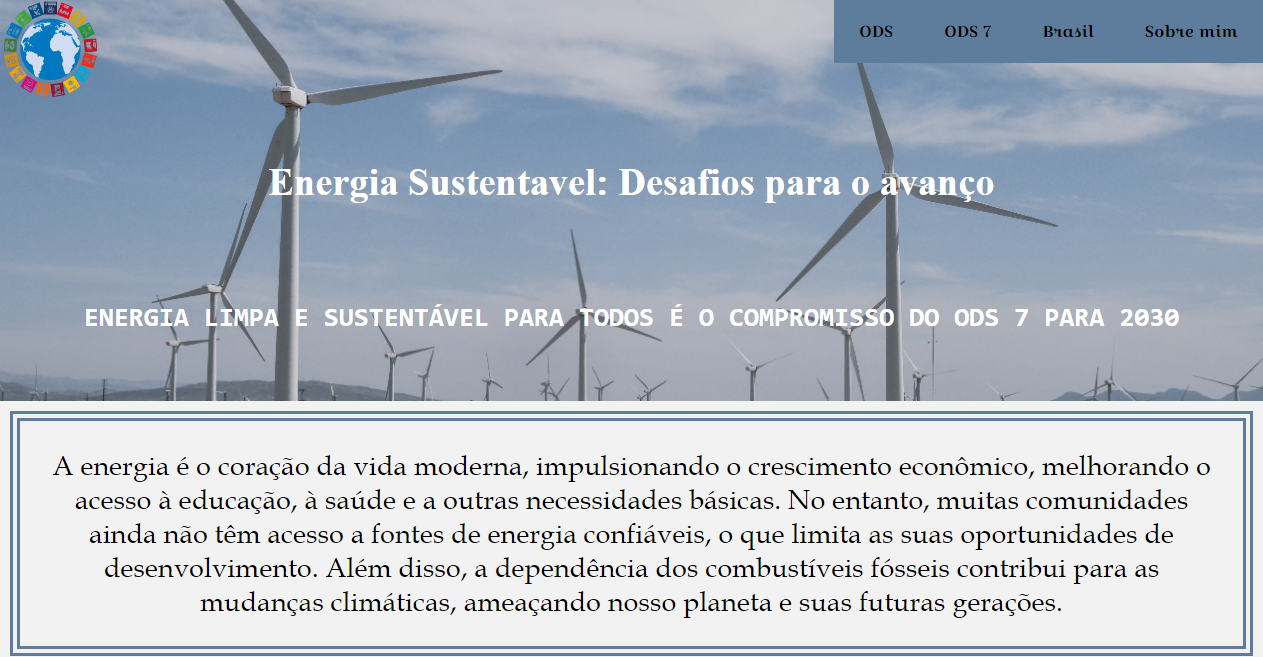 ODS ODS 7 Brasil Sobre mim
Energia Sustentavel: Desafios para o avanço
ENERGIA LIMPA E SUSTENTÁVEL PARA TODOS É O COMPROMISSO DO ODS 7 PARA 2030
A energia é o coração da vida moderna, impulsionando o crescimento econômico, melhorando o
acesso à educação, à saúde e a outras necessidades básicas. No entanto, muitas comunidades
ainda não têm acesso a fontes de energia confiáveis, o que limita as suas oportunidades de
desenvolvimento. Além disso, a dependência dos combustíveis fósseis contribui para as
mudanças climáticas, ameaçando nosso planeta e suas futuras gerações.